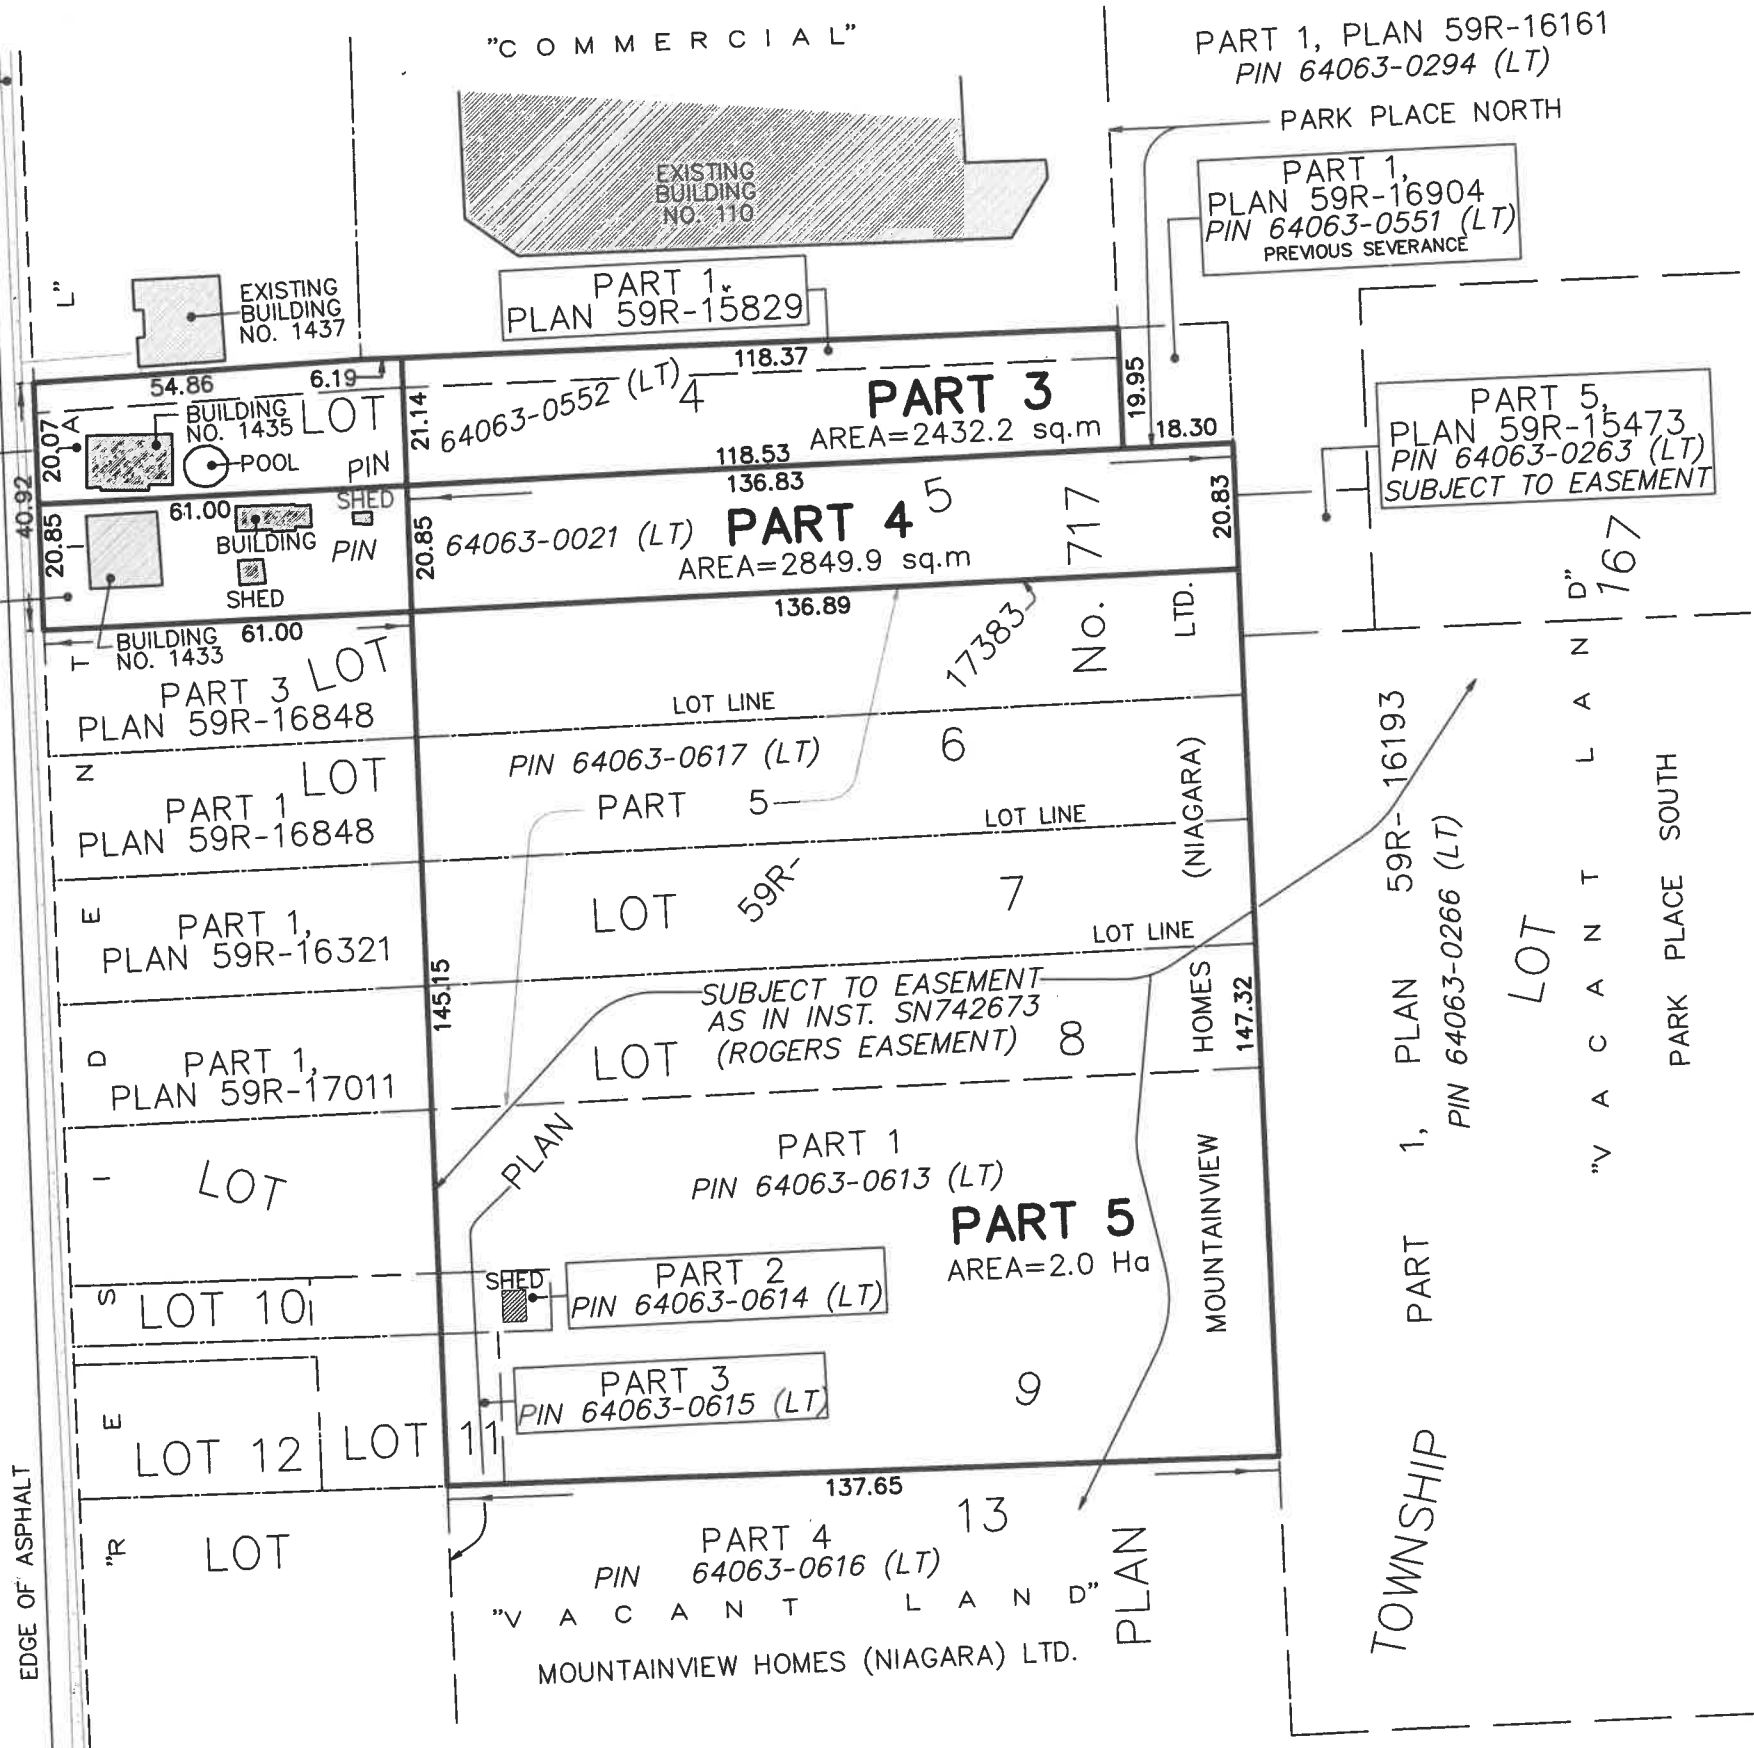 "COMMERCIAL"
PART 1, PLAN 59R-16161
PIN 64063-0294 (LT)
PARK PLACE NORTH
EXISTING
BUILDING
NO. 110
PART 1,
PLAN 59R-16904
PIN 64063-0551 (LT)
PREVIOUS SEVERANCE
L"
EXISTING
BUILDING
NO. 1437
PART 1,
PLAN 59R-15829
54.86
6.19
118.37
21.14
64063-0552 (LT)
4
PART 3
AREA=2432.2 sq.m
19.95
18.30
PART 5,
PLAN 59R-15473
PIN 64063-0263 (LT)
SUBJECT TO EASEMENT
20.07
A
BUILDING
NO. 1435
LOT
POOL
PIN
40.92
118.53
136.83
5
717
20.83
SHED
61.00
BUILDING
PIN
20.85
20.85
64063-0021 (LT)
PART 4
AREA=2849.9 sq.m
SHED
136.89
BUILDING
NO. 1433
61.00
T
LOT
17383
No.
LTD.
D"
167
PART 3
PLAN 59R-16848
LOT LINE
N
PIN 64063-0617 (LT)
6
LOT
PART 1
PLAN 59R-16848
PART 5
LOT LINE
(NIAGARA)
59R-16193
N
A
L
PARK PLACE SOUTH
E
PART 1,
PLAN 59R-16321
LOT
59R-
7
LOT LINE
145.15
SUBJECT TO EASEMENT
AS IN INST. SN742673
(ROGERS EASEMENT)
LOT
8
HOMES
147.32
PLAN
PIN 64063-0266 (LT)
LOT
T
N
A
C
A
"V
D
PART 1,
PLAN 59R-17011
PLAN
PART 1
PIN 64063-0613 (LT)
MOUNTAINVIEW
1,
PART
I
LOT
PART 5
AREA=2.0 Ha
S
LOT 10
SHED
PART 2
PIN 64063-0614 (LT)
PART 3
PIN 64063-0615 (LT)
9
E
LOT 12
LOT 11
137.65
EDGE OF ASPHALT
"R
LOT
13
PART 4
PIN 64063-0616 (LT)
"VACANT LAND"
PLAN
MOUNTAINVIEW HOMES (NIAGARA) LTD.
TOWNSHIP